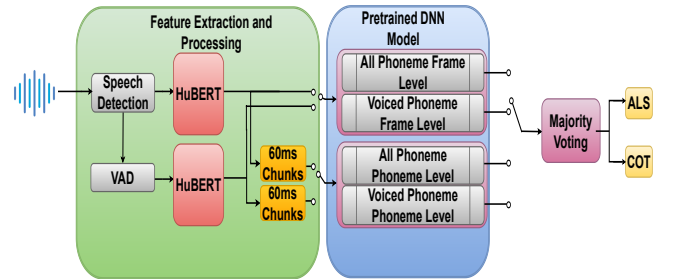 Feature Extraction and
Processing
Pretrained DNN
Model
Speech
Detection
HuBERT
VAD
HuBERT
60ms
Chunks
60ms
Chunks
All Phoneme Frame
Level
Voiced Phoneme
Frame Level
All Phoneme
Phoneme Level
Voiced Phoneme
Phoneme Level
Majority
Voting
ALS
COT